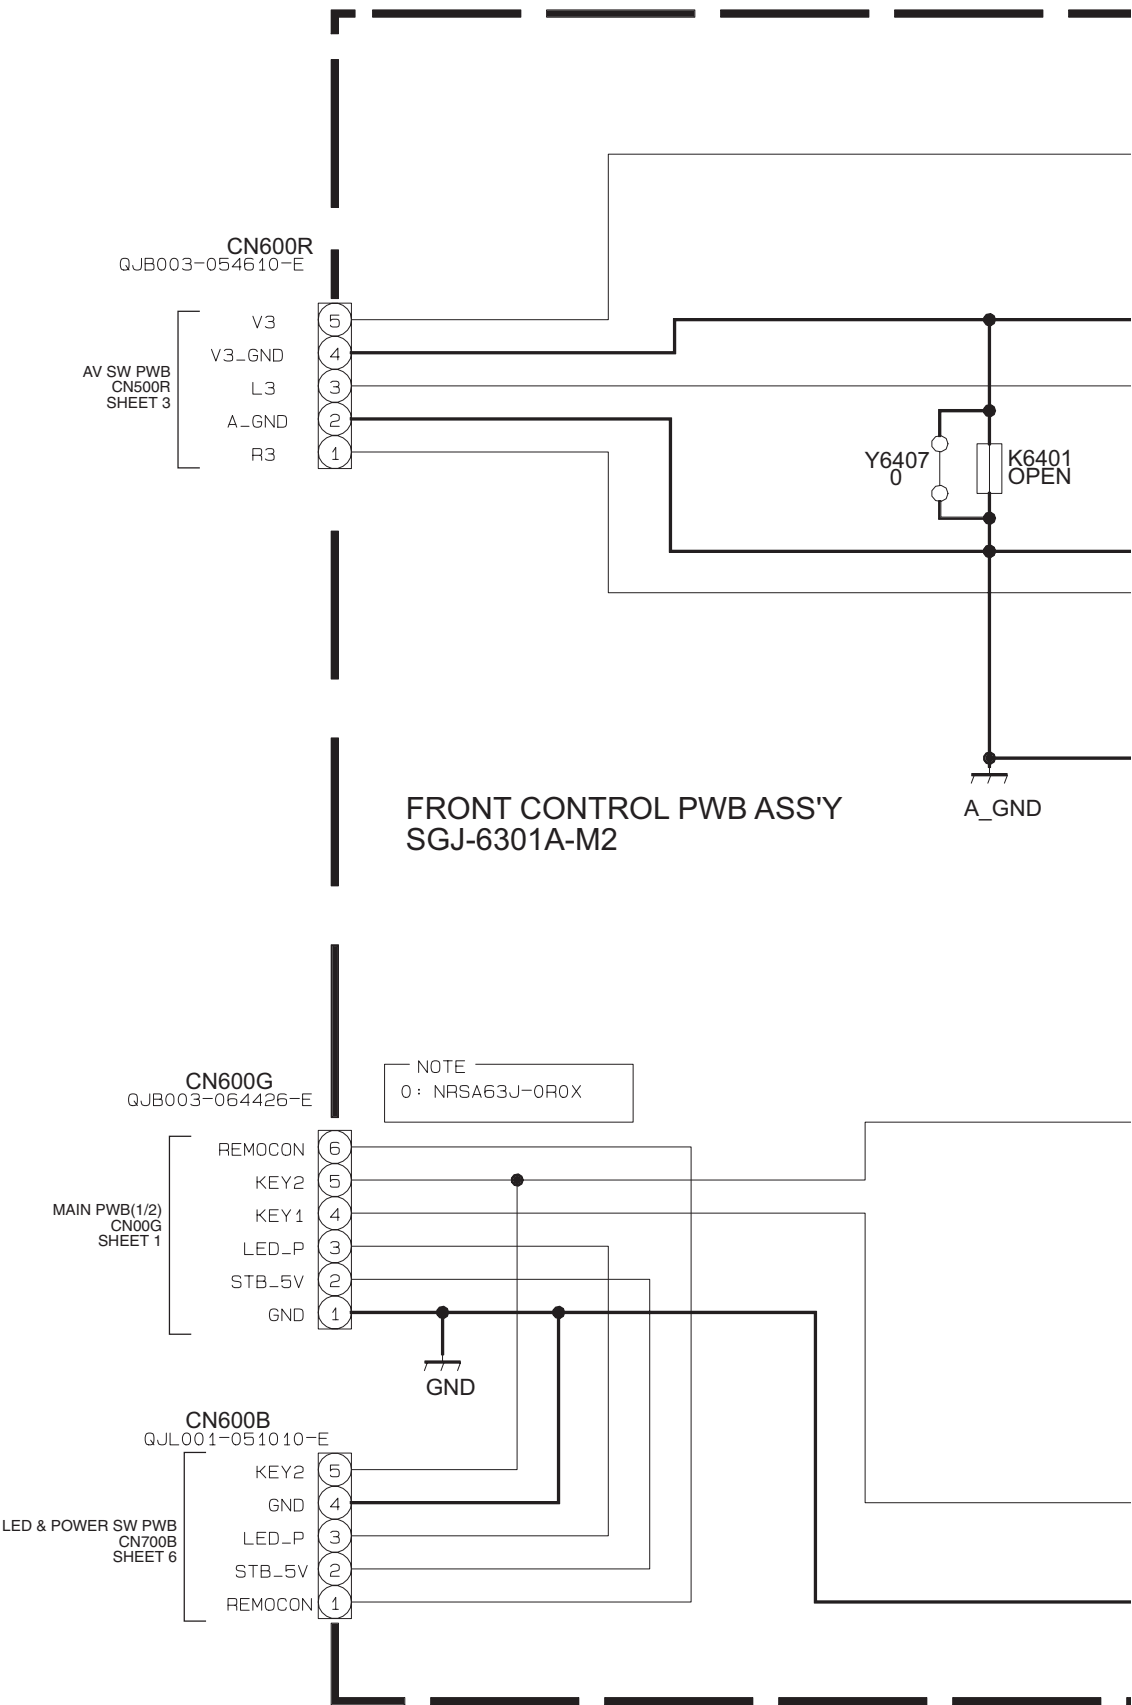 CN600R
QJB003-054610-E
AV SW PWB
CN500R
SHEET 3
V3 5
V3_GND 4
L3 3
A_GND 2
R3 1
Y6407
0
K6401
OPEN
A_GND
FRONT CONTROL PWB ASS'Y
SGJ-6301A-M2
NOTE
0: NRSA63J-0R0X
CN600G
QJB003-064426-E
MAIN PWB(1/2)
CN00G
SHEET 1
REMOCON 6
KEY2 5
KEY1 4
LED_P 3
STB_5V 2
GND 1
GND
CN600B
QJL001-051010-E
LED & POWER SW PWB
CN700B
SHEET 6
KEY2 5
GND 4
LED_P 3
STB_5V 2
REMOCON 1